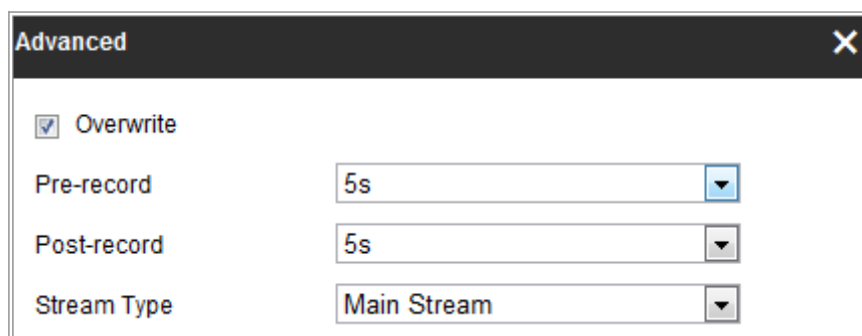 Advanced
Overwrite
Pre-record 5s
Post-record 5s
Stream Type Main Stream